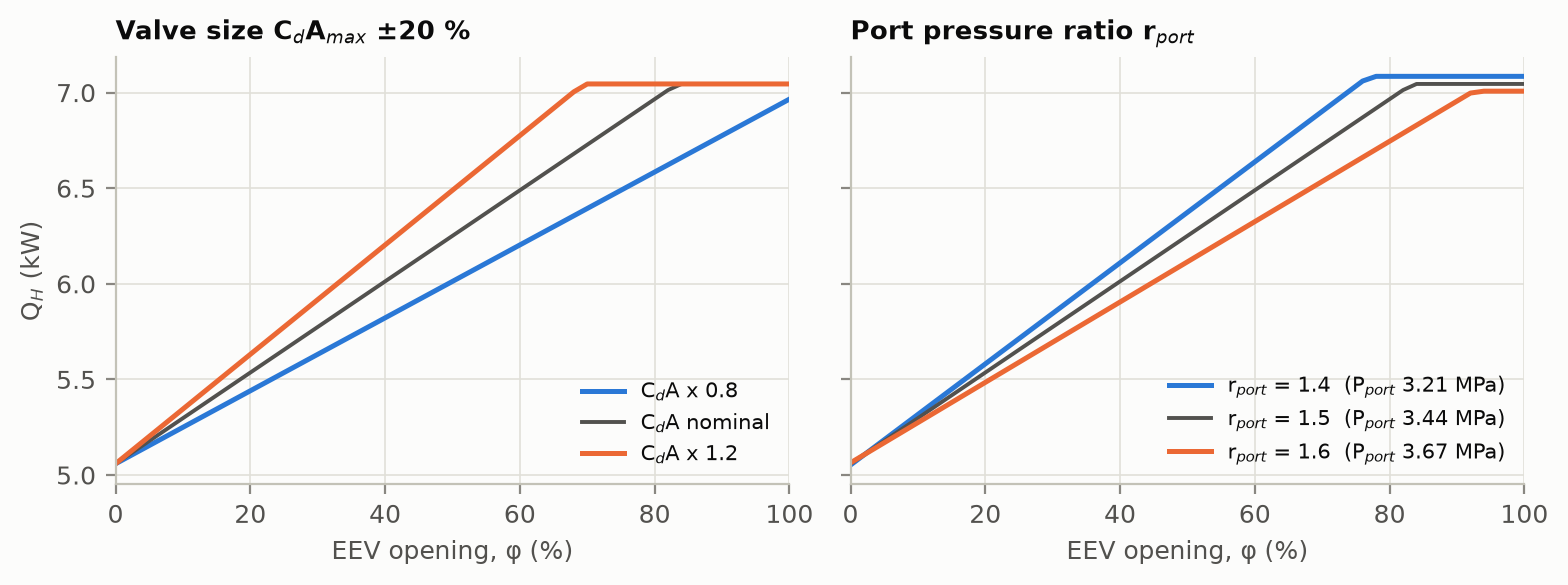 Valve size CdAmax ±20 %
Port pressure ratio rport
QH (kW)
7.0
6.5
6.0
5.5
5.0
CdA x 0.8
CdA nominal
CdA x 1.2
rport = 1.4 (Pport 3.21 MPa)
rport = 1.5 (Pport 3.44 MPa)
rport = 1.6 (Pport 3.67 MPa)
0 20 40 60 80 100
0 20 40 60 80 100
EEV opening, φ (%)
EEV opening, φ (%)